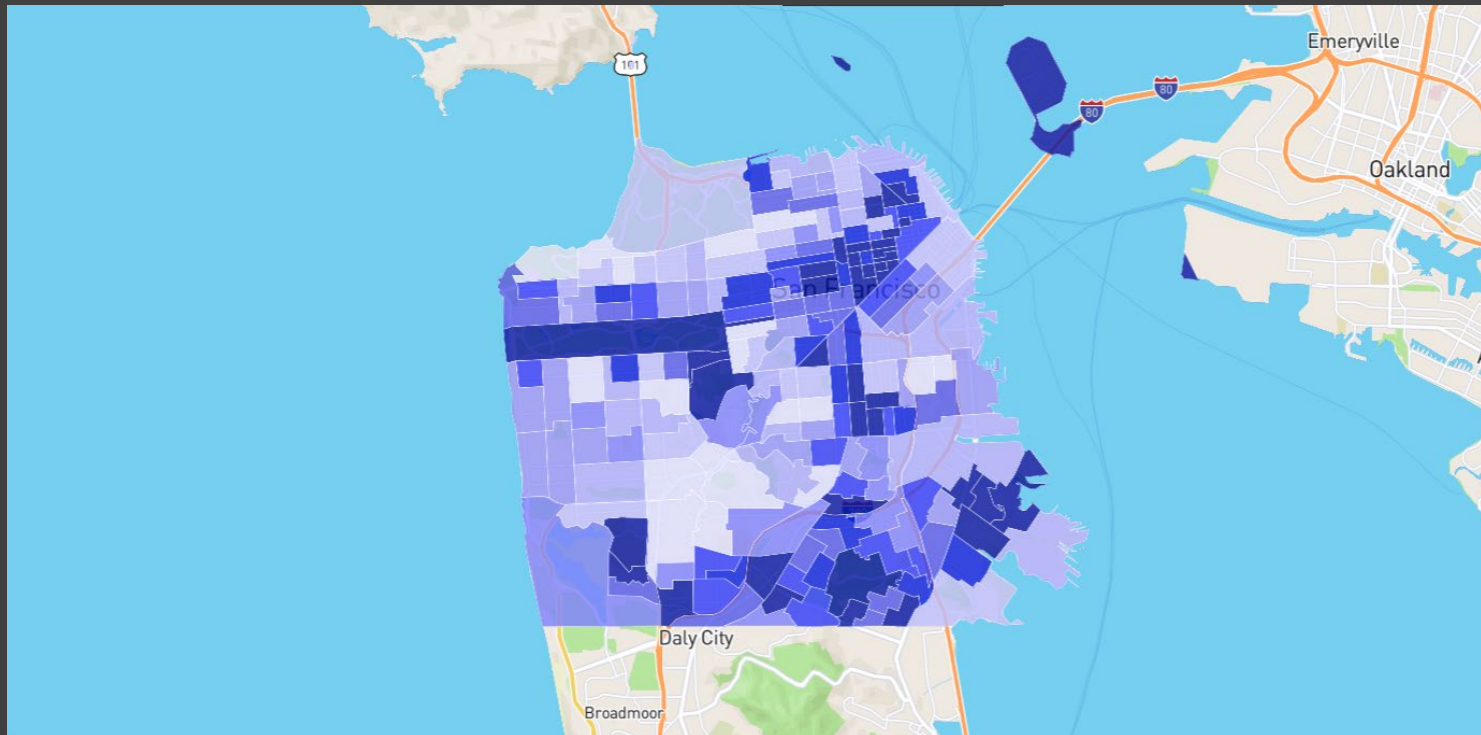 Emeryville
101
80
80
Oakland
San Francisco
Daly City
Broadmoor